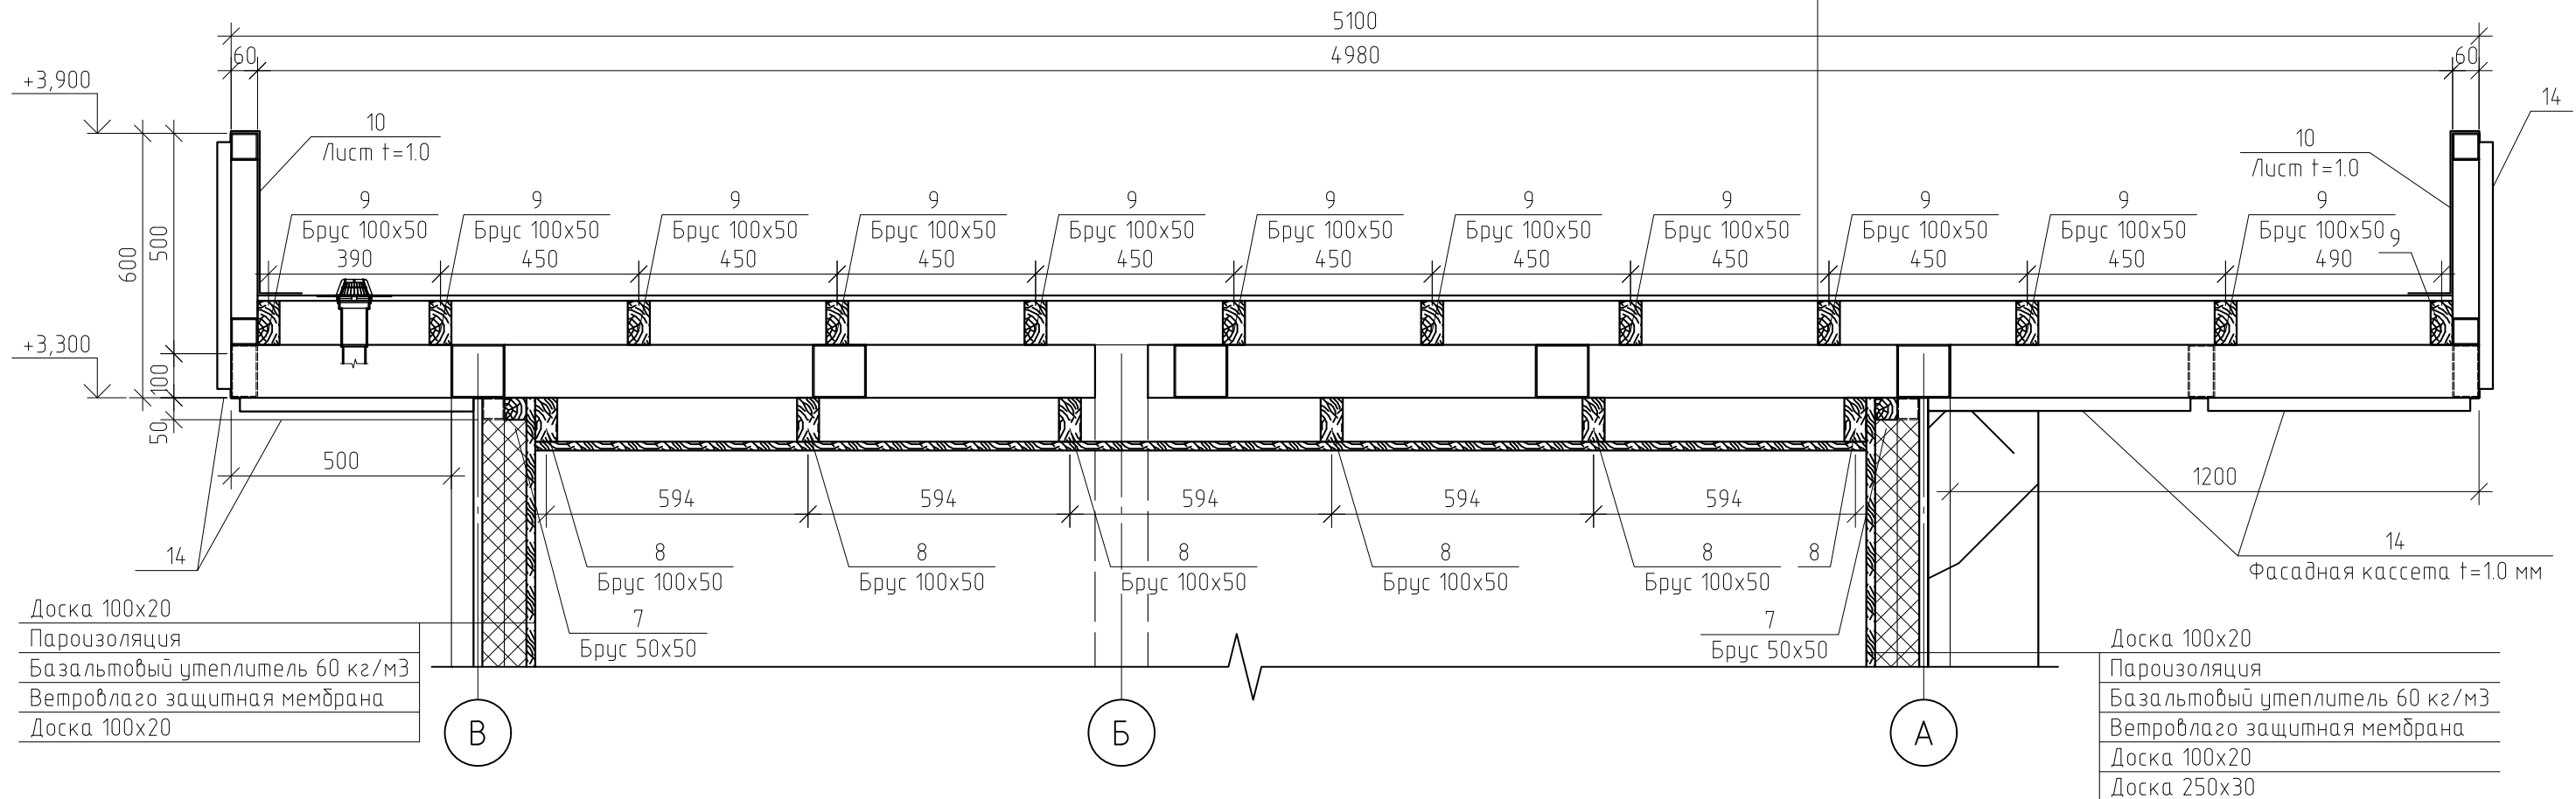 5100
60
4980
60
+3,900
14
10
Лист t=1.0
10
Лист t=1.0
9
Брус 100х50
9
Брус 100х50
9
Брус 100х50
9
Брус 100х50
9
Брус 100х50
9
Брус 100х50
9
Брус 100х50
9
Брус 100х50
9
Брус 100х50
9
Брус 100х50
9
Брус 100х50
9
390
450
450
450
450
450
450
450
450
450
490
600
500
+3,300
100
50
500
1200
594
594
594
594
594
14
8
Брус 100х50
8
Брус 100х50
8
Брус 100х50
8
Брус 100х50
8
Брус 100х50
8
14
Фасадная кассета t=1.0 мм
7
Брус 50х50
7
Брус 50х50
Доска 100х20
Пароизоляция
Базальтовый утеплитель 60 кг/м3
Ветровлаго защитная мембрана
Доска 100х20
Доска 100х20
Пароизоляция
Базальтовый утеплитель 60 кг/м3
Ветровлаго защитная мембрана
Доска 100х20
Доска 250х30
В
Б
А